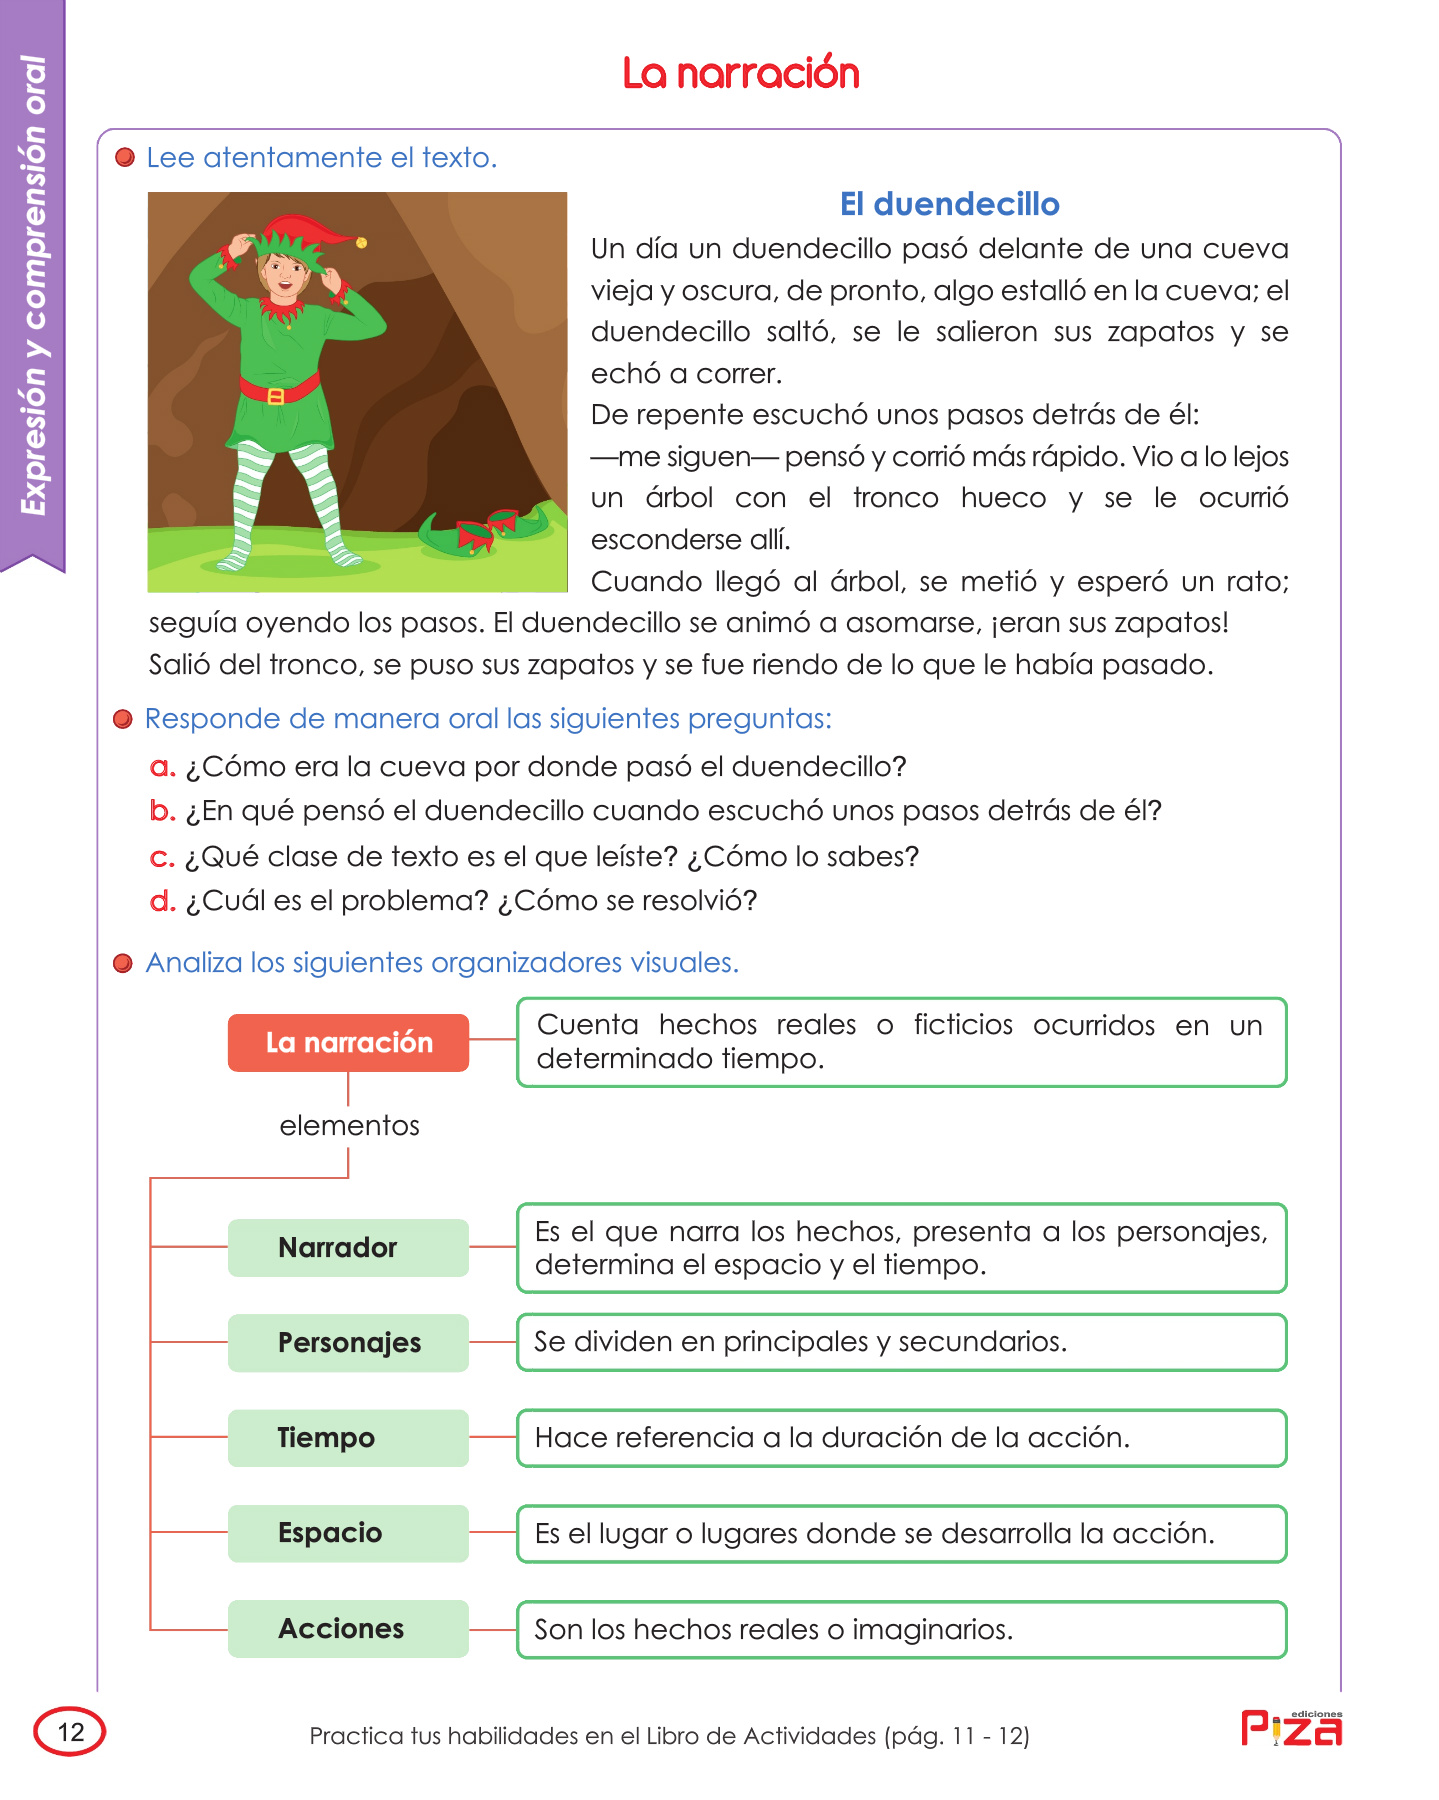 Expresión y comprensión oral
La narración
Lee atentamente el texto.
El duendecillo
Un día un duendecillo pasó delante de una cueva
vieja y oscura, de pronto, algo estalló en la cueva; el
duendecillo saltó, se le salieron sus zapatos y se
echó a correr.
De repente escuchó unos pasos detrás de él:
—me siguen— pensó y corrió más rápido. Vio a lo lejos
un árbol con el tronco hueco y se le ocurrió
esconderse allí.
Cuando llegó al árbol, se metió y esperó un rato;
seguía oyendo los pasos. El duendecillo se animó a asomarse, ¡eran sus zapatos!
Salió del tronco, se puso sus zapatos y se fue riendo de lo que le había pasado.
Responde de manera oral las siguientes preguntas:
a. ¿Cómo era la cueva por donde pasó el duendecillo?
b. ¿En qué pensó el duendecillo cuando escuchó unos pasos detrás de él?
c. ¿Qué clase de texto es el que leíste? ¿Cómo lo sabes?
d. ¿Cuál es el problema? ¿Cómo se resolvió?
Analiza los siguientes organizadores visuales.
La narración
Cuenta hechos reales o ficticios ocurridos en un
determinado tiempo.
elementos
Narrador
Es el que narra los hechos, presenta a los personajes,
determina el espacio y el tiempo.
Personajes
Se dividen en principales y secundarios.
Tiempo
Hace referencia a la duración de la acción.
Espacio
Es el lugar o lugares donde se desarrolla la acción.
Acciones
Son los hechos reales o imaginarios.
12
Practica tus habilidades en el Libro de Actividades (pág. 11 - 12)
ediciones
Piza